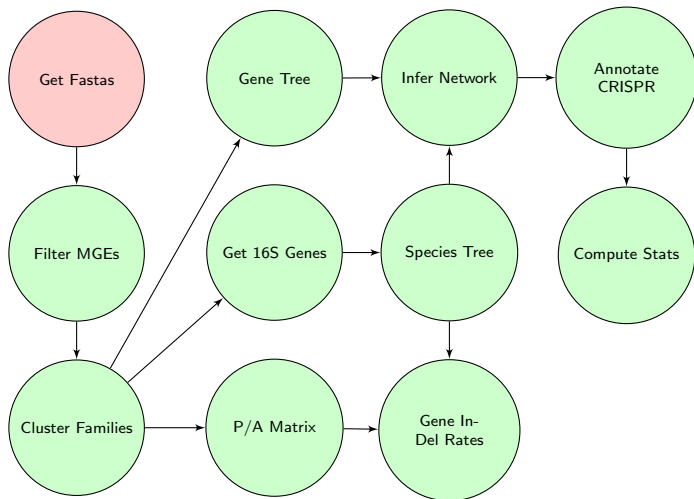 Get Fastas
Gene Tree
Infer Network
Annotate
CRISPR
Filter MGEs
Get 16S Genes
Species Tree
Compute Stats
Cluster Families
P/A Matrix
Gene In-
Del Rates